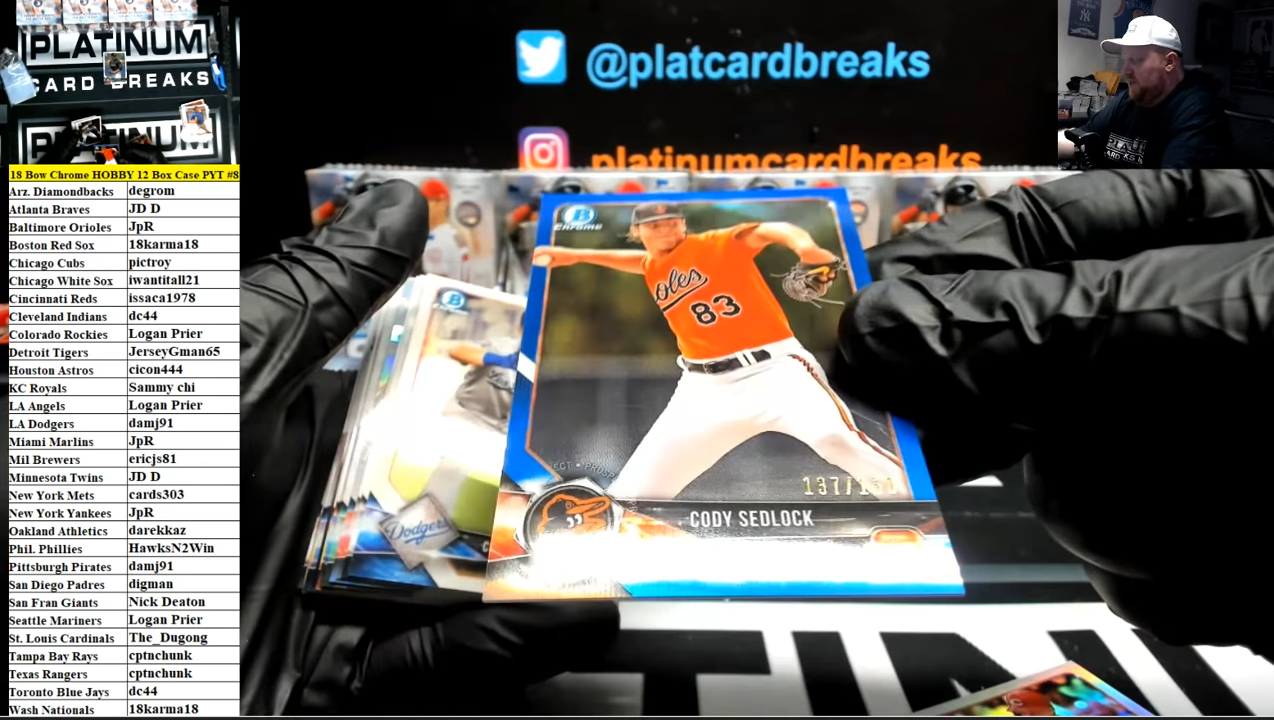 PLATINUM
CARD BREAKS
PLATINUM
@platcardbreaks
platinumcardbreaks
18 Bow Chrome HOBBY 12 Box Case PYT #8
Arz. Diamondbacks degrom
Atlanta Braves JD D
Baltimore Orioles JpR
Boston Red Sox 18karma18
Chicago Cubs pictroy
Chicago White Sox iwantitall21
Cincinnati Reds issaca1978
Cleveland Indians dc44
Colorado Rockies Logan Prier
Detroit Tigers JerseyGman65
Houston Astros cicon444
KC Royals Sammy chi
LA Angels Logan Prier
LA Dodgers damj91
Miami Marlins JpR
Mil Brewers ericjs81
Minnesota Twins JD D
New York Mets cards303
New York Yankees JpR
Oakland Athletics darekkaz
Phil. Phillies HawksN2Win
Pittsburgh Pirates damj91
San Diego Padres digman
San Fran Giants Nick Deaton
Seattle Mariners Logan Prier
St. Louis Cardinals The_Dugong
Tampa Bay Rays cptnchunk
Texas Rangers cptnchunk
Toronto Blue Jays dc44
Wash Nationals 18karma18
B
CHROME
oles
83
CODY SEDLOCK
B
Dodgers